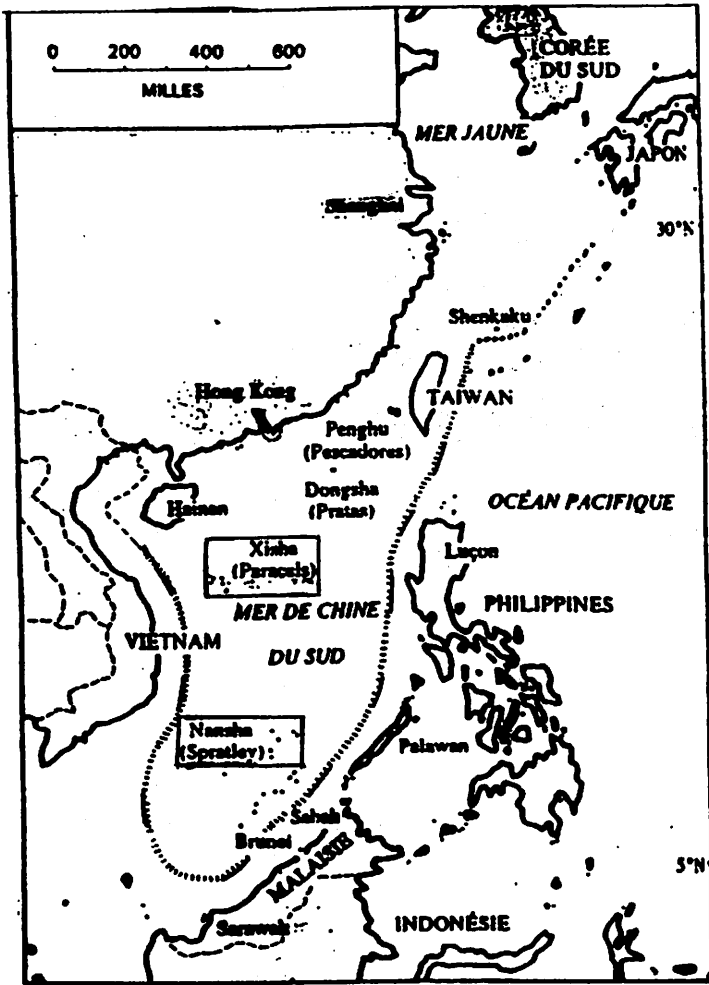 0 200 400 600
MILLES
CORÉE
DU SUD
MER JAUNE
JAPON
Shanghai
30°N
Shenkaku
Hong Kong
TAIWAN
Penghu
(Pescadores)
Dongsha
(Pratas)
Hainan
OCÉAN PACIFIQUE
Xisha
(Paracels)
Luçon
MER DE CHINE
DU SUD
PHILIPPINES
VIETNAM
Nansha
(Spratley)
Palawan
Sabah
Brunei
MALAISIE
5°N
Sarawak
INDONÉSIE